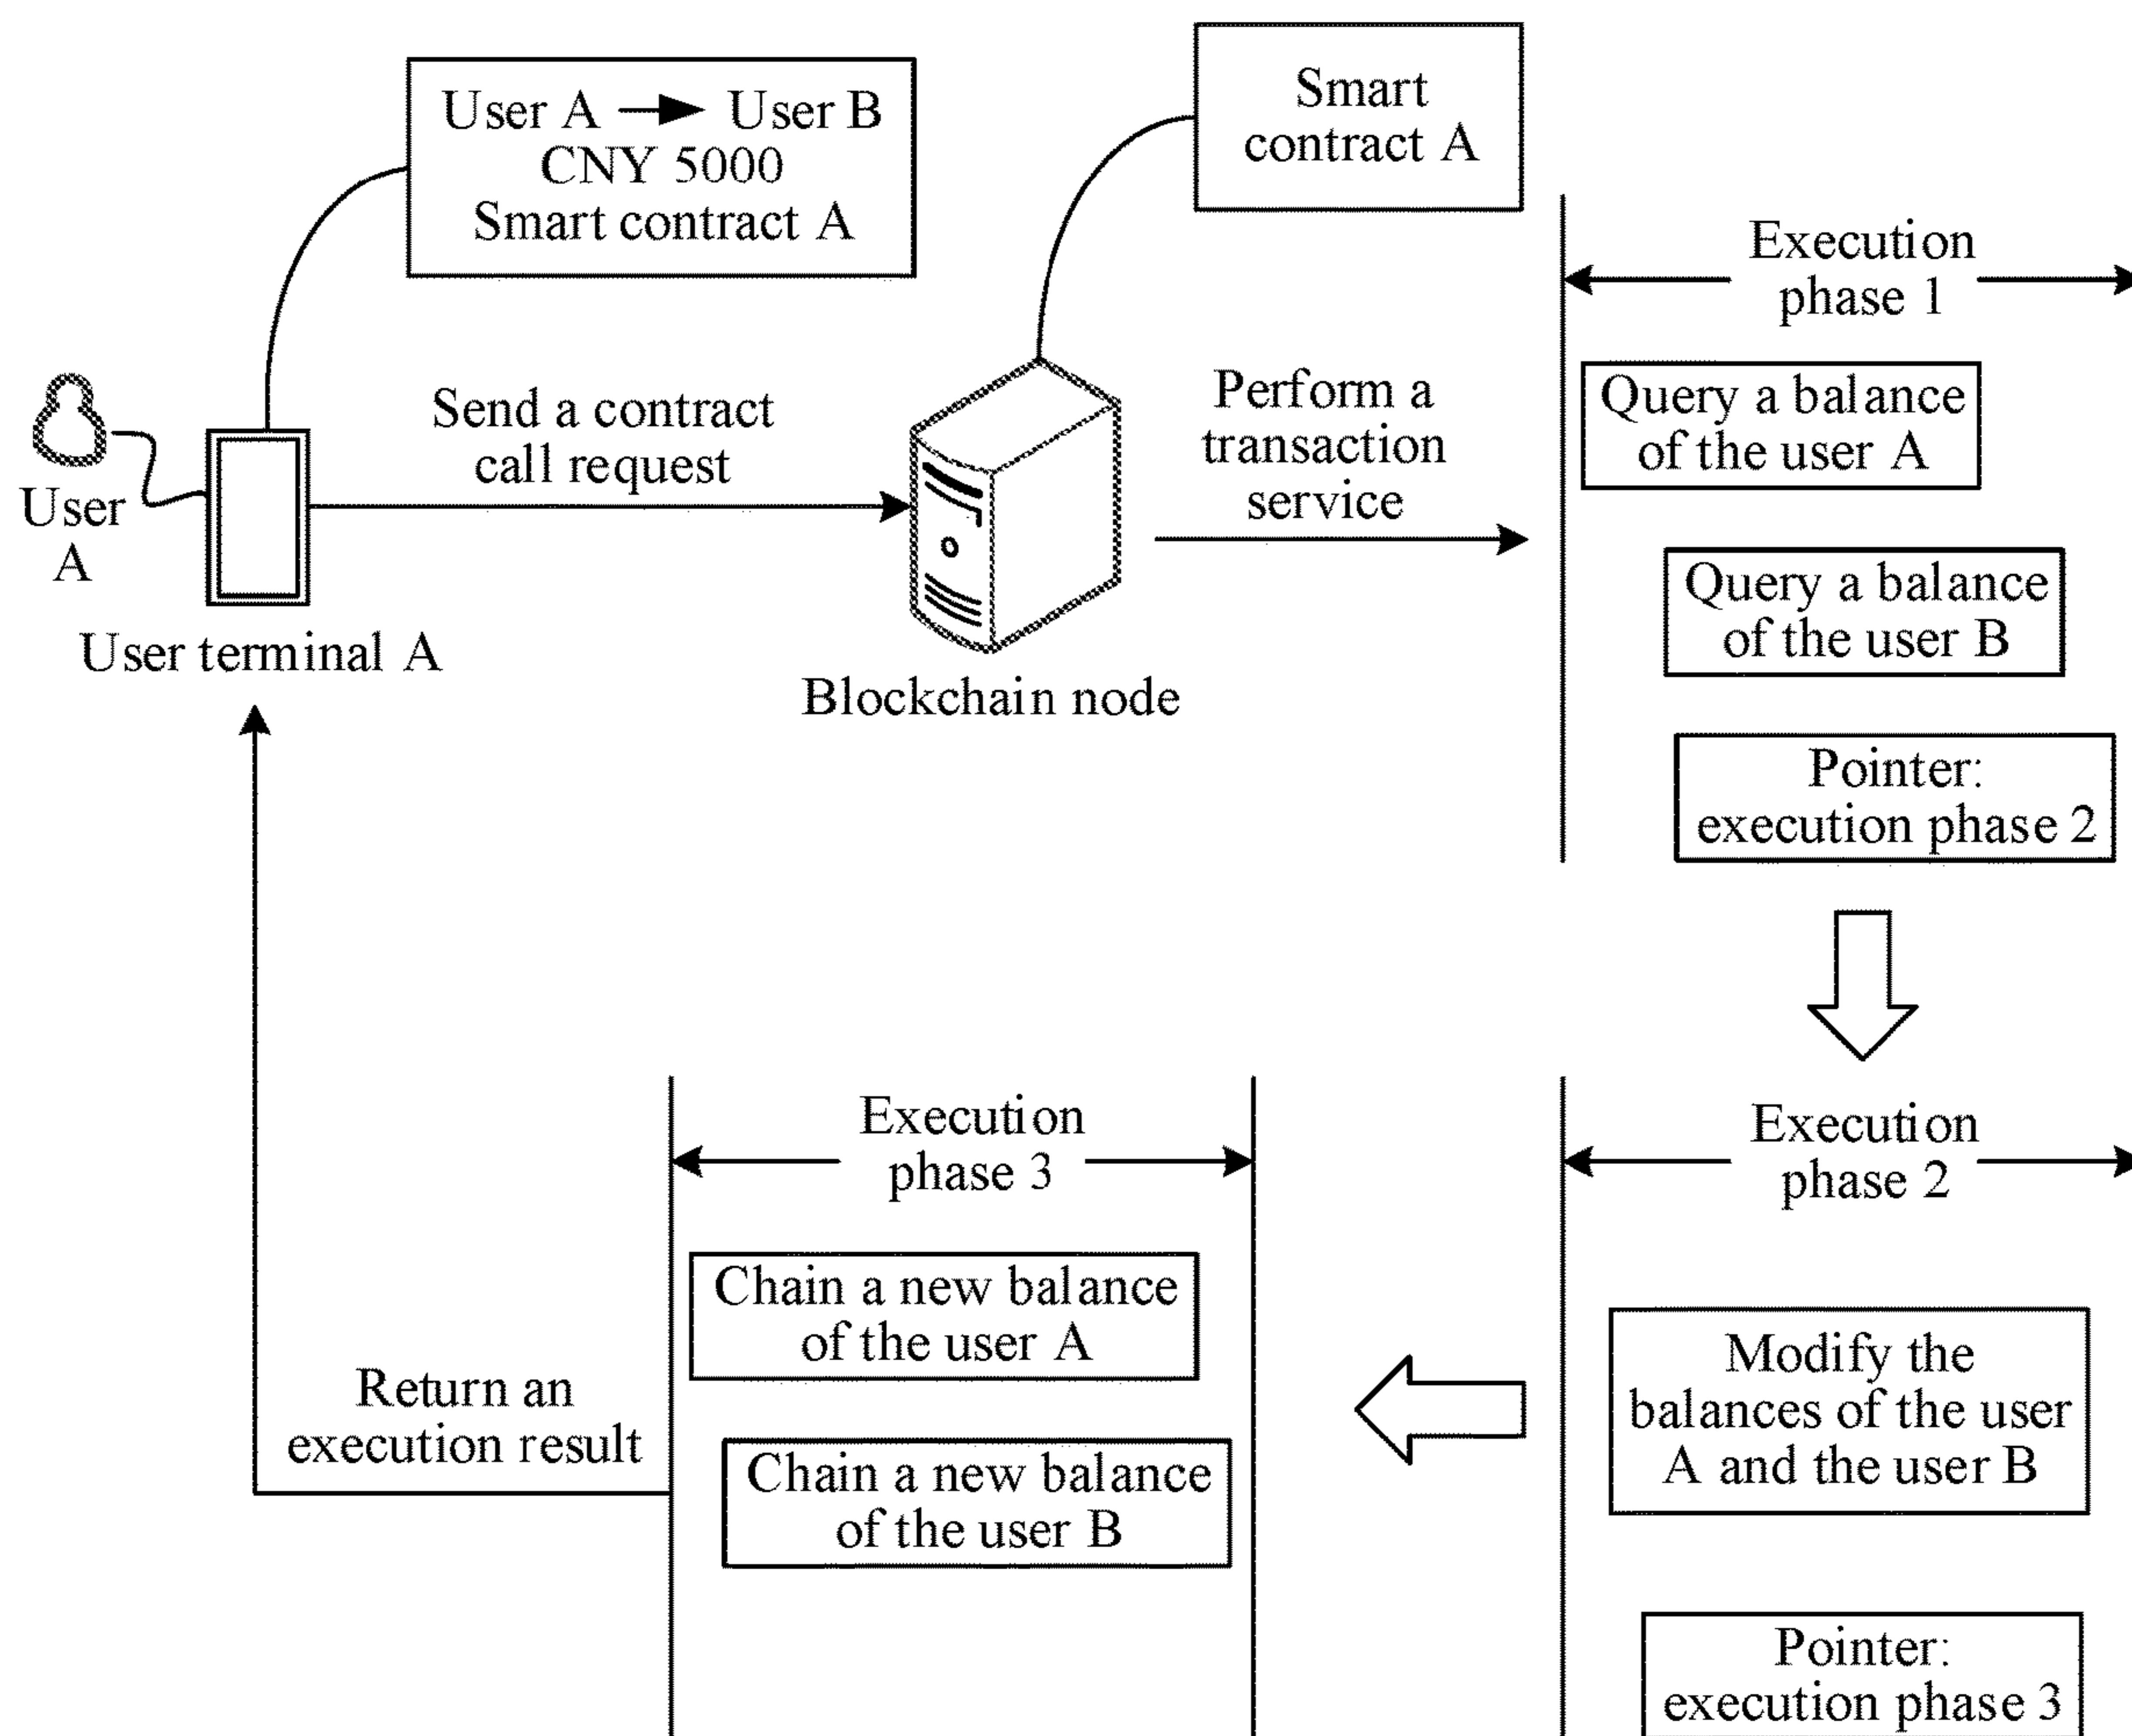 User A → User B
CNY 5000
Smart contract A
Smart
contract A
User
A
User terminal A
Send a contract
call request
Blockchain node
Perform a
transaction
service
Execution
phase 1
Query a balance
of the user A
Query a balance
of the user B
Pointer:
execution phase 2
Execution
phase 2
Modify the
balances of the user
A and the user B
Pointer:
execution phase 3
Execution
phase 3
Chain a new balance
of the user A
Chain a new balance
of the user B
Return an
execution result